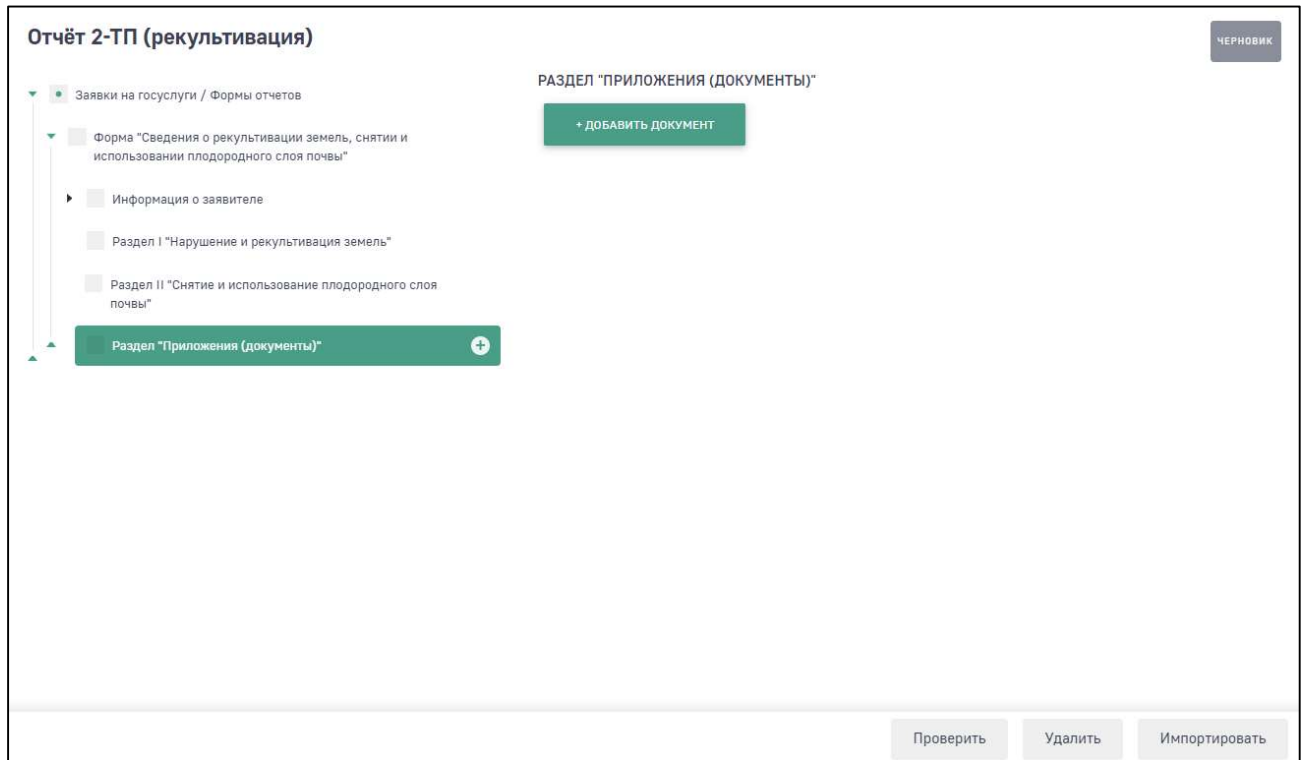 Отчёт 2-ТП (рекультивация)
ЧЕРНОВИК
Заявки на госуслуги / Формы отчетов
Форма "Сведения о рекультивации земель, снятии и
использовании плодородного слоя почвы"
Информация о заявителе
Раздел I "Нарушение и рекультивация земель"
Раздел II "Снятие и использование плодородного слоя
почвы"
Раздел "Приложения (документы)"
РАЗДЕЛ "ПРИЛОЖЕНИЯ (ДОКУМЕНТЫ)"
+ ДОБАВИТЬ ДОКУМЕНТ
Проверить
Удалить
Импортировать